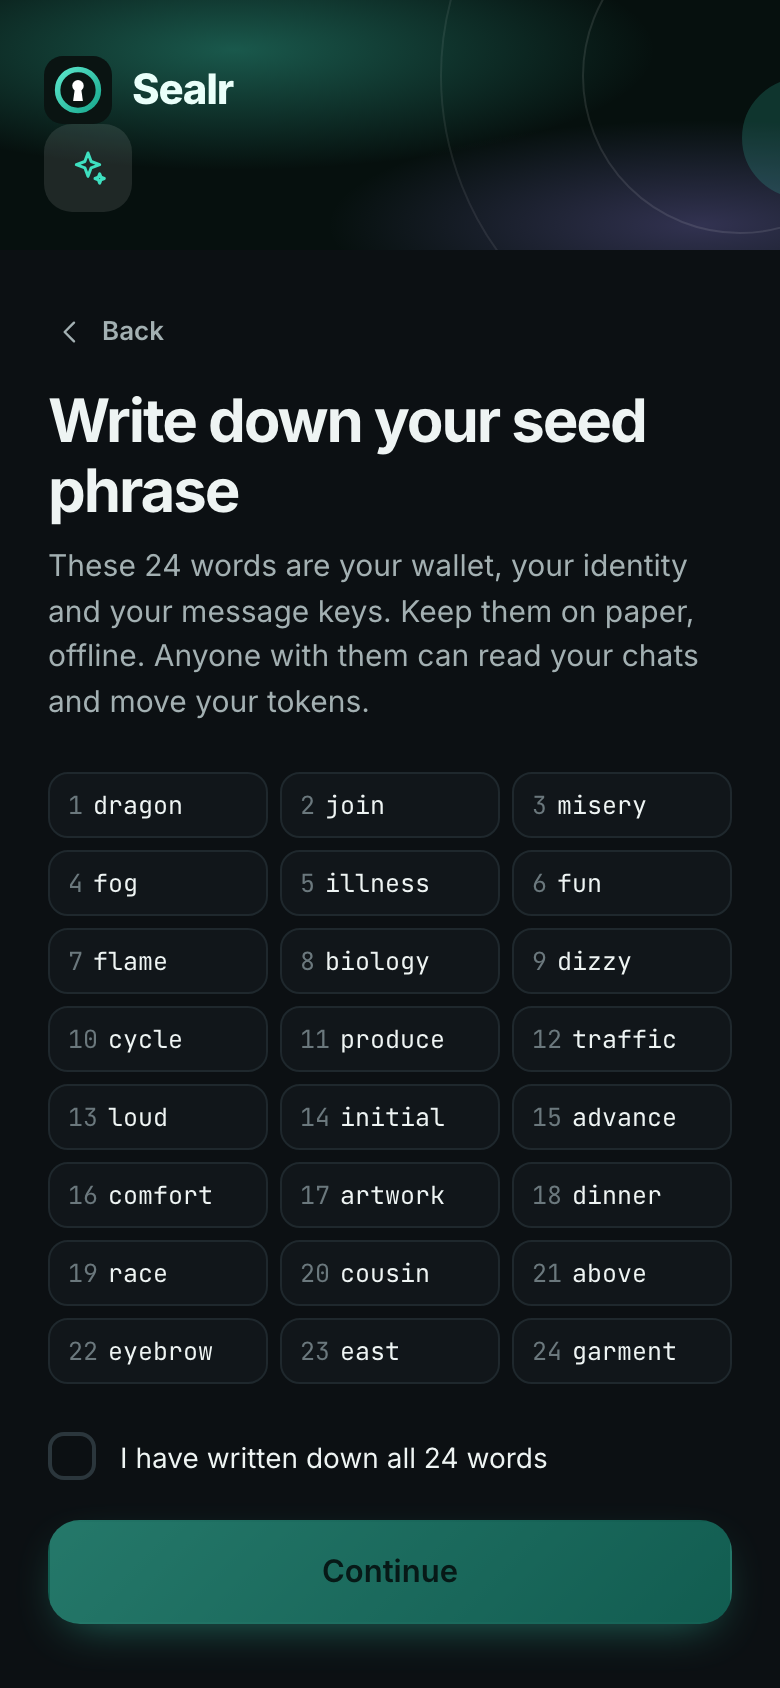 Sealr
Back
Write down your seed
phrase
These 24 words are your wallet, your identity
and your message keys. Keep them on paper,
offline. Anyone with them can read your chats
and move your tokens.
1 dragon
2 join
3 misery
4 fog
5 illness
6 fun
7 flame
8 biology
9 dizzy
10 cycle
11 produce
12 traffic
13 loud
14 initial
15 advance
16 comfort
17 artwork
18 dinner
19 race
20 cousin
21 above
22 eyebrow
23 east
24 garment
I have written down all 24 words
Continue